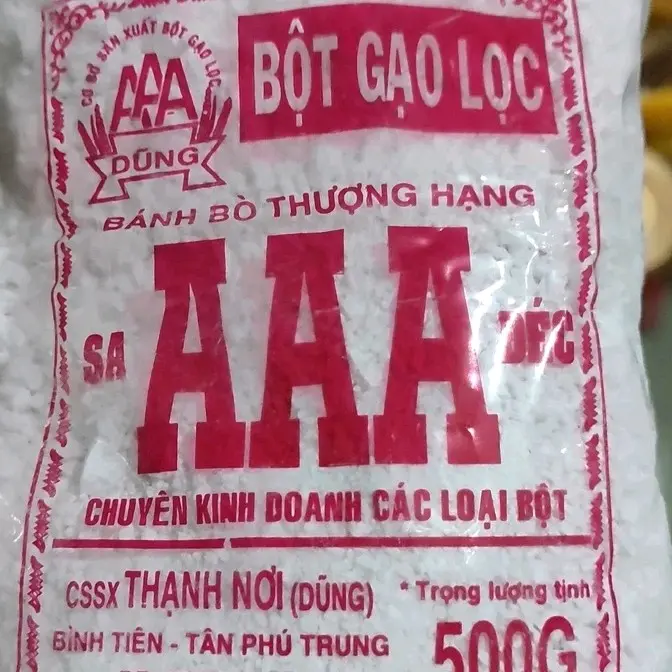 CƠ SỞ SẢN XUẤT BỘT GẠO LỌC
AAA
DŨNG
BỘT GẠO LỌC
BÁNH BÒ THƯỢNG HẠNG
SA AAA ĐÉC
CHUYÊN KINH DOANH CÁC LOẠI BỘT
CSSX THẠNH NƠI (DŨNG)
* Trọng lượng tịnh
BÌNH TIÊN - TÂN PHÚ TRUNG
500G